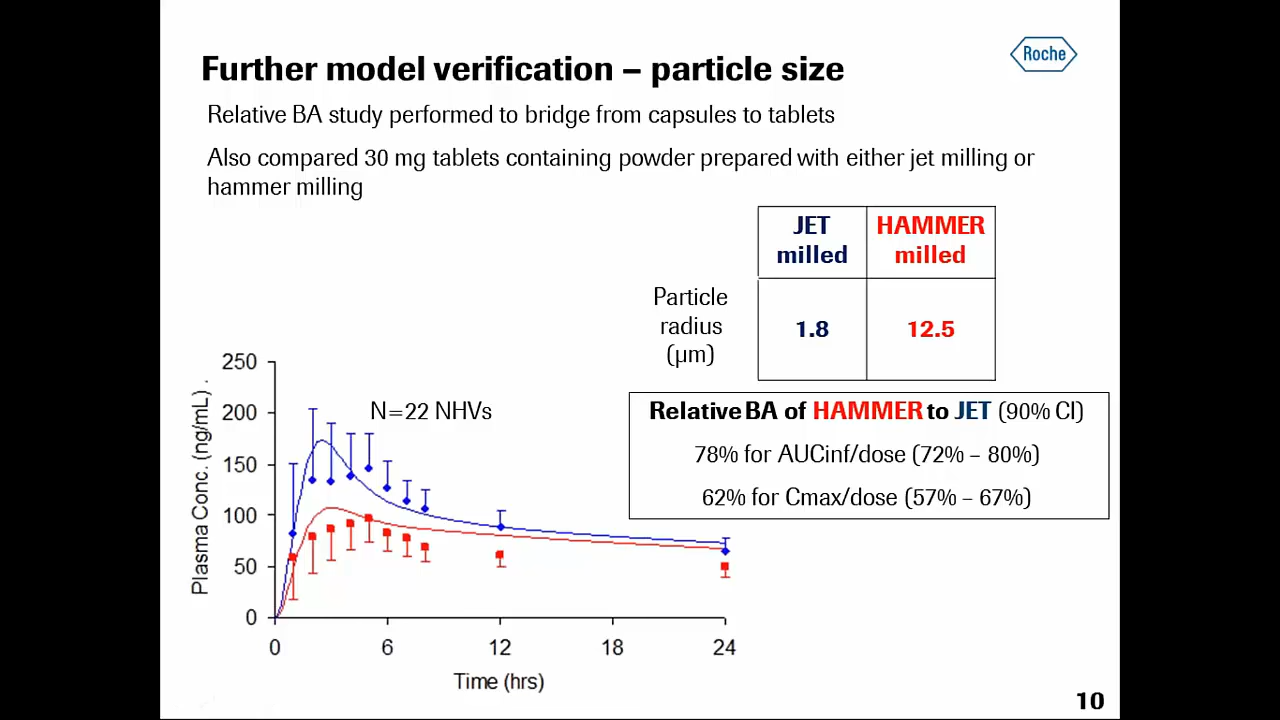 Roche
Further model verification – particle size
Relative BA study performed to bridge from capsules to tablets
Also compared 30 mg tablets containing powder prepared with either jet milling or
hammer milling
JET
milled
HAMMER
milled
Particle
radius
(µm)
1.8
12.5
Relative BA of HAMMER to JET (90% CI)
78% for AUCinf/dose (72% – 80%)
62% for Cmax/dose (57% – 67%)
N=22 NHVs
Plasma Conc. (ng/mL) .
250
200
150
100
50
0
0 6 12 18 24
Time (hrs)
10